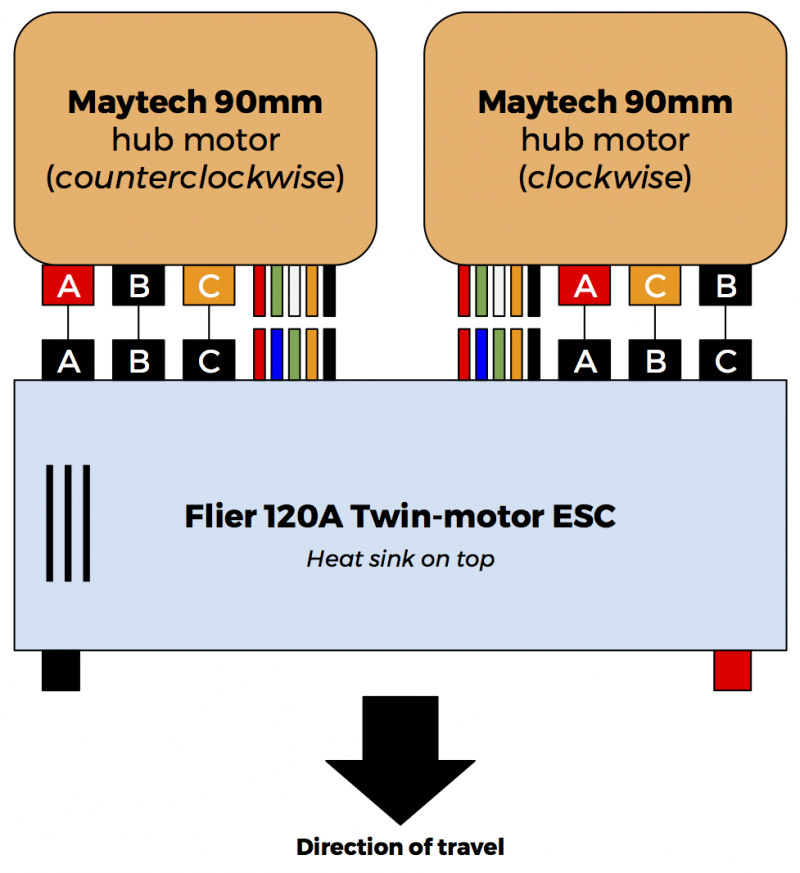 Maytech 90mm
hub motor
(counterclockwise)
Maytech 90mm
hub motor
(clockwise)
A B C
A C B
A B C
A B C
Flier 120A Twin-motor ESC
Heat sink on top
Direction of travel